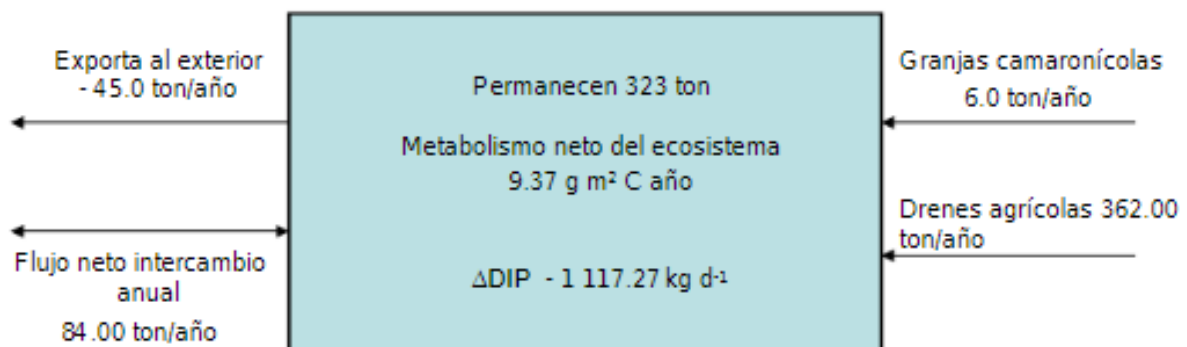 Exporta al exterior
- 45.0 ton/año
Flujo neto intercambio
anual
84.00 ton/año
Permanecen 323 ton
Metabolismo neto del ecosistema
9.37 g m² C año
ΔDIP - 1 117.27 kg d-¹
Granjas camaronícolas
6.0 ton/año
Drenes agrícolas 362.00
ton/año